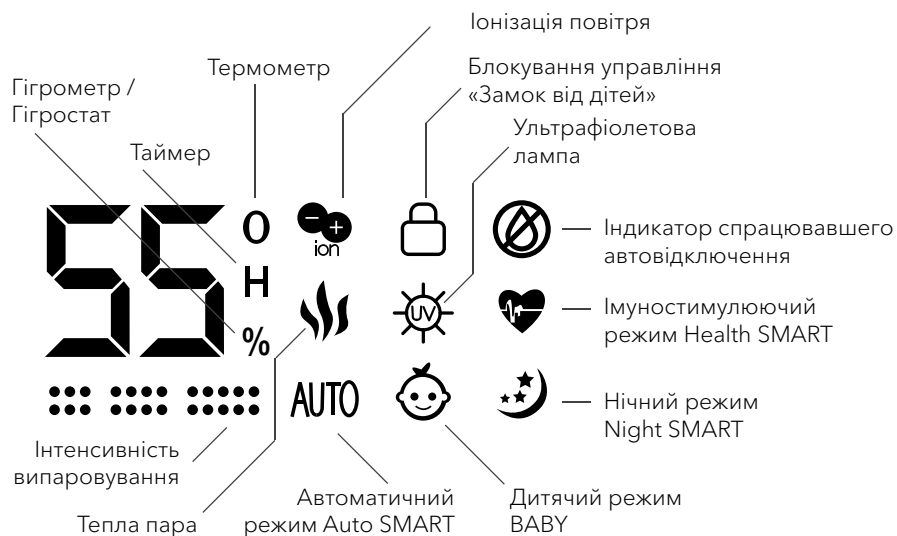 Іонізація повітря
Блокування управління
«Замок від дітей»
Термометр
Гігрометр /
Гігростат
Ультрафіолетова
лампа
Таймер
55
O
H
%
ion
UV
AUTO
Індикатор спрацювавшего
автовідключення
Імуностимулюючий
режим Health SMART
Нічний режим
Night SMART
Інтенсивність
випаровування
Тепла пара
Автоматичний
режим Auto SMART
Дитячий режим
BABY